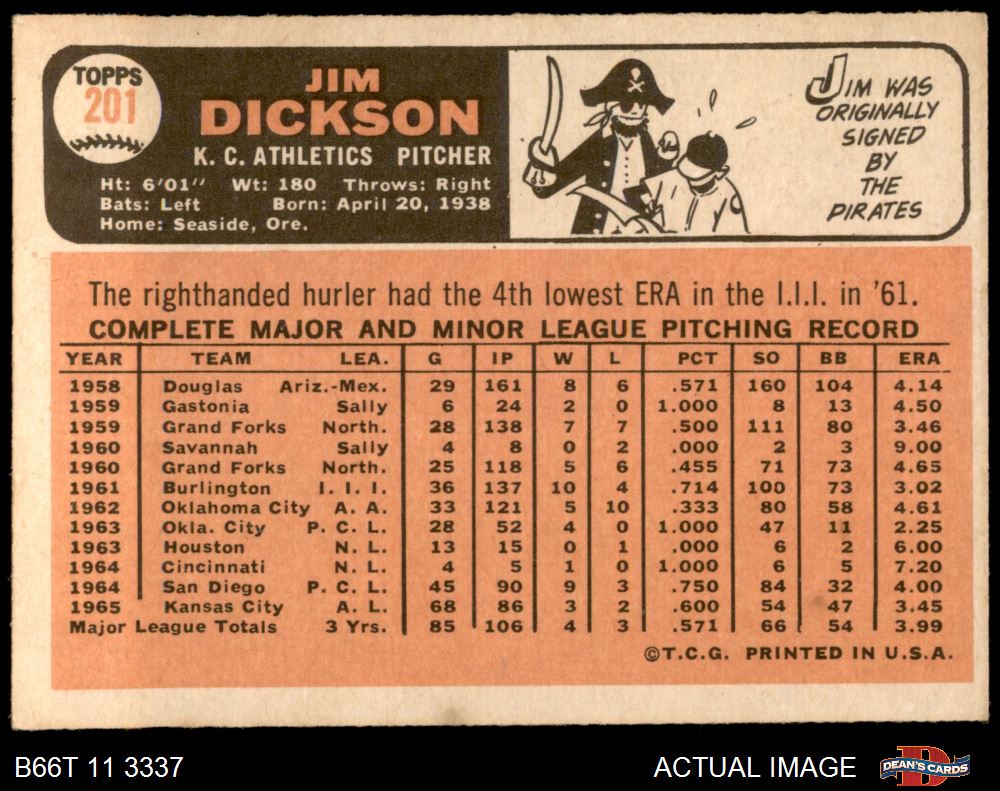 TOPPS
201
JIM
DICKSON
K. C. ATHLETICS PITCHER
Ht: 6'01" Wt: 180 Throws: Right
Bats: Left Born: April 20, 1938
Home: Seaside, Ore.
JIM WAS
ORIGINALLY
SIGNED
BY
THE
PIRATES
The righthanded hurler had the 4th lowest ERA in the I.I.I. in '61.
COMPLETE MAJOR AND MINOR LEAGUE PITCHING RECORD
YEAR TEAM LEA. G IP W L PCT SO BB ERA
1958 Douglas Ariz.-Mex. 29 161 8 6 .571 160 104 4.14
1959 Gastonia Sally 6 24 2 0 1.000 8 13 4.50
1959 Grand Forks North. 28 138 7 7 .500 111 80 3.46
1960 Savannah Sally 4 8 0 2 .000 2 3 9.00
1960 Grand Forks North. 25 118 5 6 .455 71 73 4.65
1961 Burlington I. I. I. 36 137 10 4 .714 100 73 3.02
1962 Oklahoma City A. A. 33 121 5 10 .333 80 58 4.61
1963 Okla. City P. C. L. 28 52 4 0 1.000 47 11 2.25
1963 Houston N. L. 13 15 0 1 .000 6 2 6.00
1964 Cincinnati N. L. 4 5 1 0 1.000 6 5 7.20
1964 San Diego P. C. L. 45 90 9 3 .750 84 32 4.00
1965 Kansas City A. L. 68 86 3 2 .600 54 47 3.45
Major League Totals 3 Yrs. 85 106 4 3 .571 66 54 3.99
©T.C.G. PRINTED IN U.S.A.
B66T 11 3337
ACTUAL IMAGE
D
DEAN'S CARDS